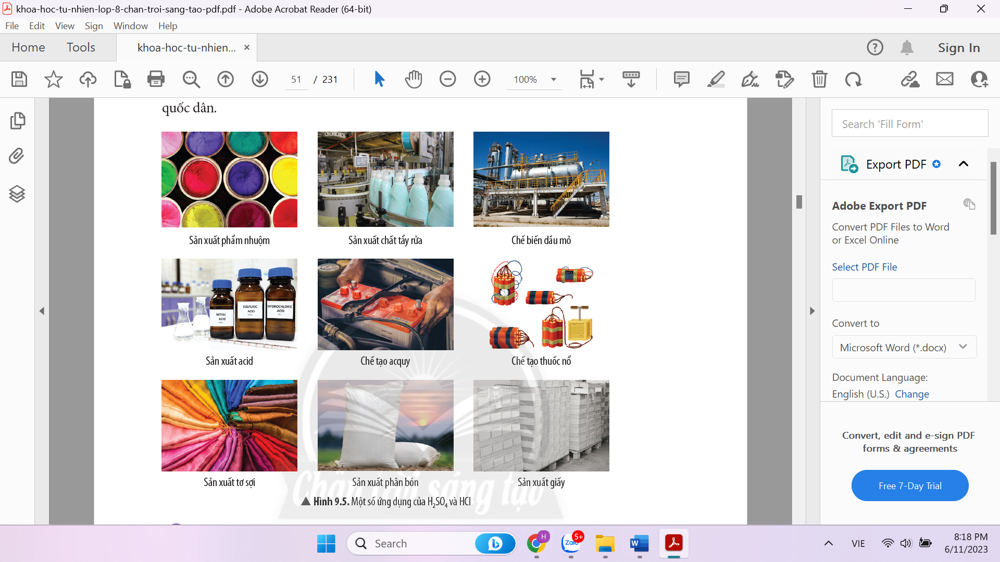 khoa-hoc-tu-nhien-lop-8-chan-troi-sang-tao-pdf.pdf - Adobe Acrobat Reader (64-bit)
File Edit View Sign Window Help
Home Tools khoa-hoc-tu-nhien... × Sign In
51 / 231 100%
quốc dân.
Sản xuất phẩm nhuộm Sản xuất chất tẩy rửa Chế biến dầu mỏ
NITRIC ACID
SULFURIC ACID
HYDROCHLORIC ACID
Sản xuất acid Chế tạo acquy Chế tạo thuốc nổ
Sản xuất tơ sợi Sản xuất phân bón Sản xuất giấy
Chân trời sáng tạo
▲ Hình 9.5. Một số ứng dụng của H₂SO₄ và HCl
Search 'Fill Form'
Export PDF
Adobe Export PDF
Convert PDF Files to Word
or Excel Online
Select PDF File
Convert to
Microsoft Word (*.docx)
Document Language:
English (U.S.) Change
Convert, edit and e-sign PDF
forms & agreements
Free 7-Day Trial
Search
H
5+
Zalo
W
VIE
8:18 PM
6/11/2023